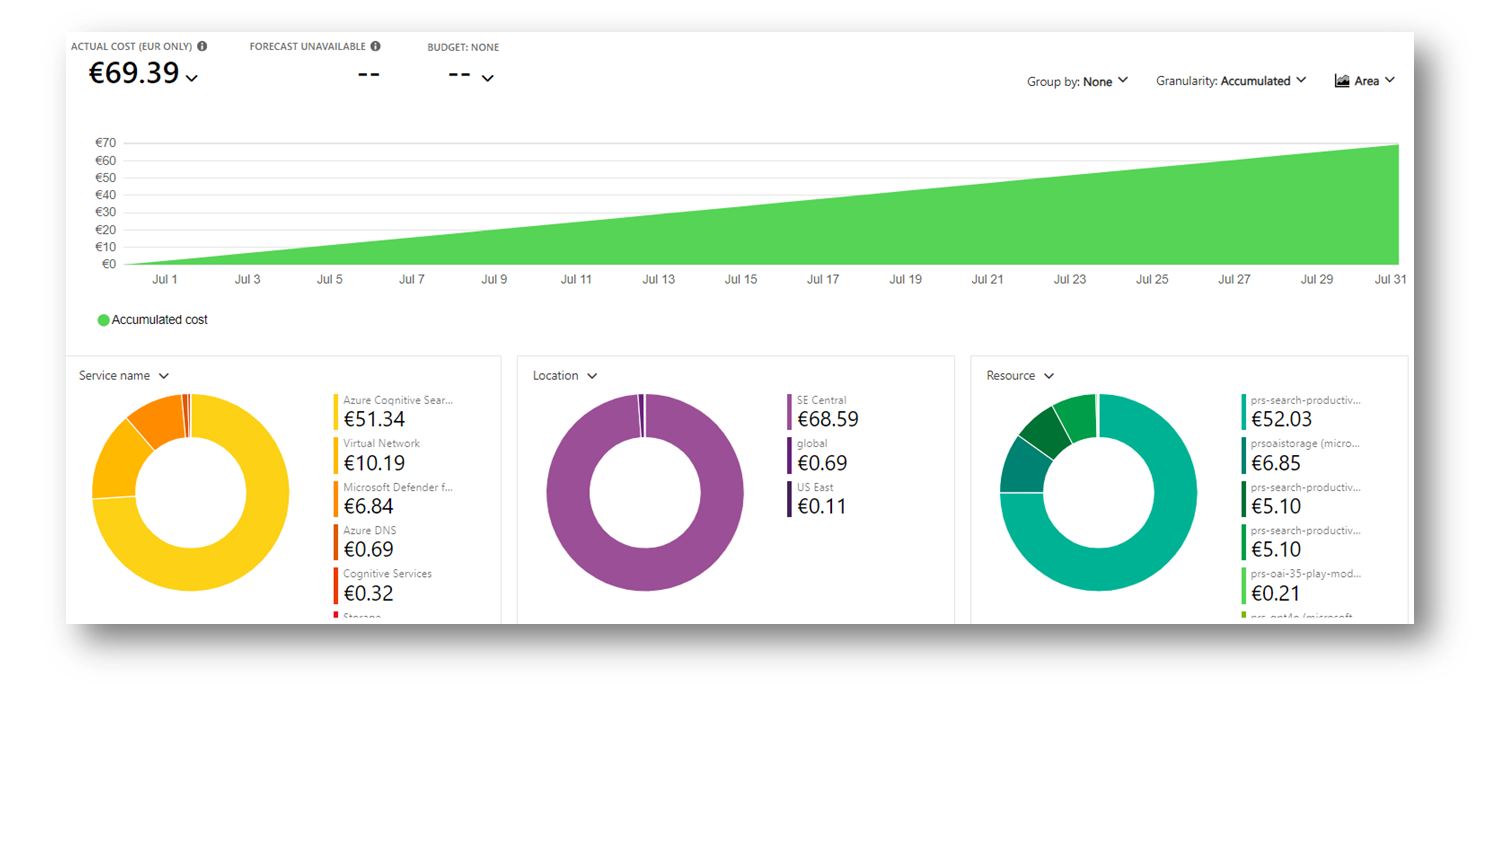 ACTUAL COST (EUR ONLY)
€69.39
FORECAST UNAVAILABLE
--
BUDGET: NONE
--
Group by: None
Granularity: Accumulated
Area
€70
€60
€50
€40
€30
€20
€10
€0
Jul 1 Jul 3 Jul 5 Jul 7 Jul 9 Jul 11 Jul 13 Jul 15 Jul 17 Jul 19 Jul 21 Jul 23 Jul 25 Jul 27 Jul 29 Jul 31
Accumulated cost
Service name
Azure Cognitive Sear...
€51.34
Virtual Network
€10.19
Microsoft Defender f...
€6.84
Azure DNS
€0.69
Cognitive Services
€0.32
Storage
Location
SE Central
€68.59
global
€0.69
US East
€0.11
Resource
prs-search-productiv...
€52.03
prsoaistorage (micro...
€6.85
prs-search-productiv...
€5.10
prs-search-productiv...
€5.10
prs-oai-35-play-mod...
€0.21
prs-gpt4o (microsoft